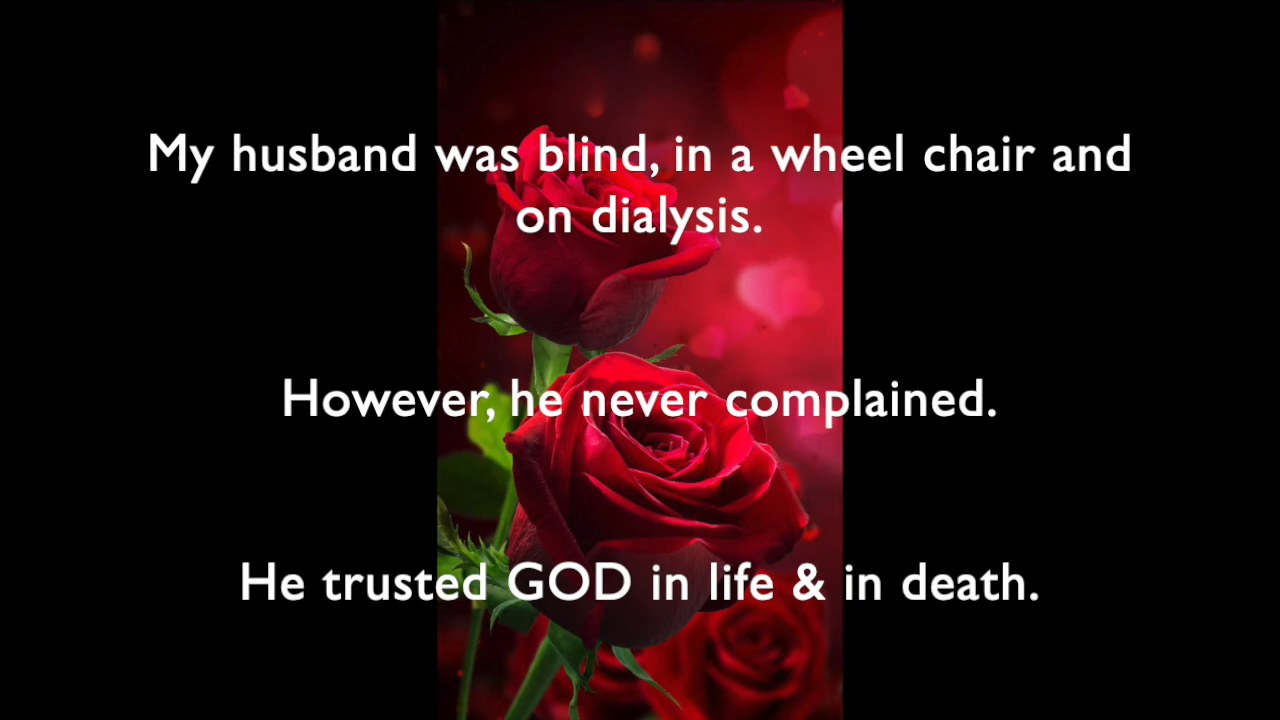 My husband was blind, in a wheel chair and
on dialysis.
However, he never complained.
He trusted GOD in life & in death.